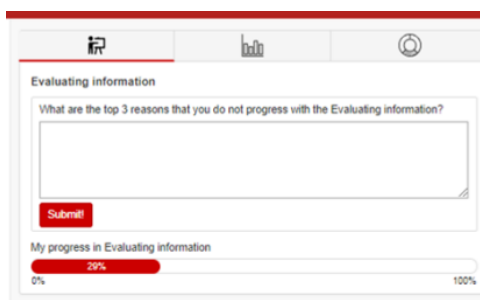 Evaluating information
What are the top 3 reasons that you do not progress with the Evaluating information?
Submit!
My progress in Evaluating information
29%
0% 100%